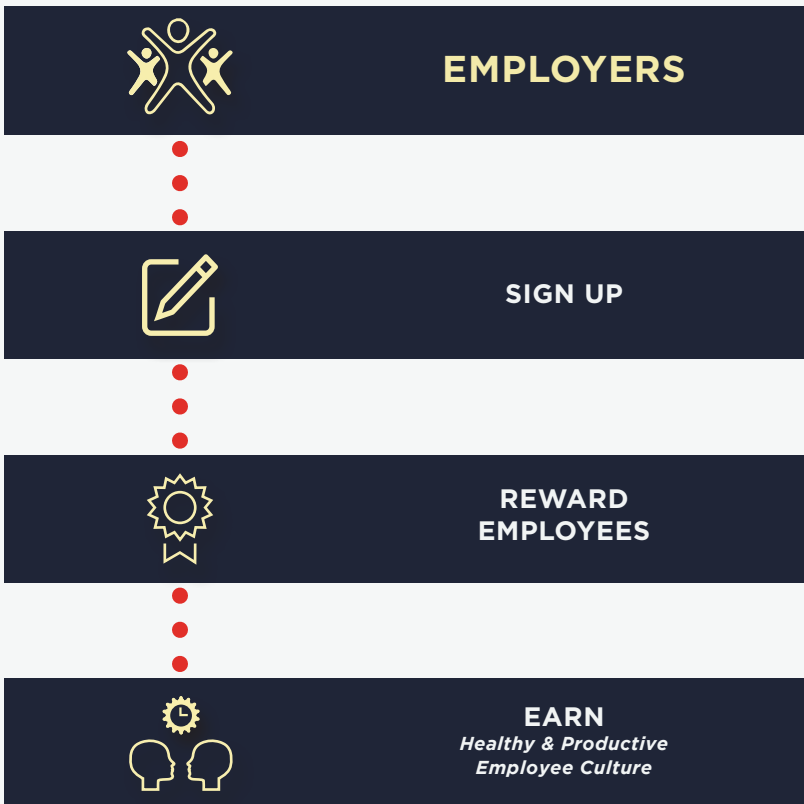 EMPLOYERS
SIGN UP
REWARD
EMPLOYEES
EARN
Healthy & Productive
Employee Culture